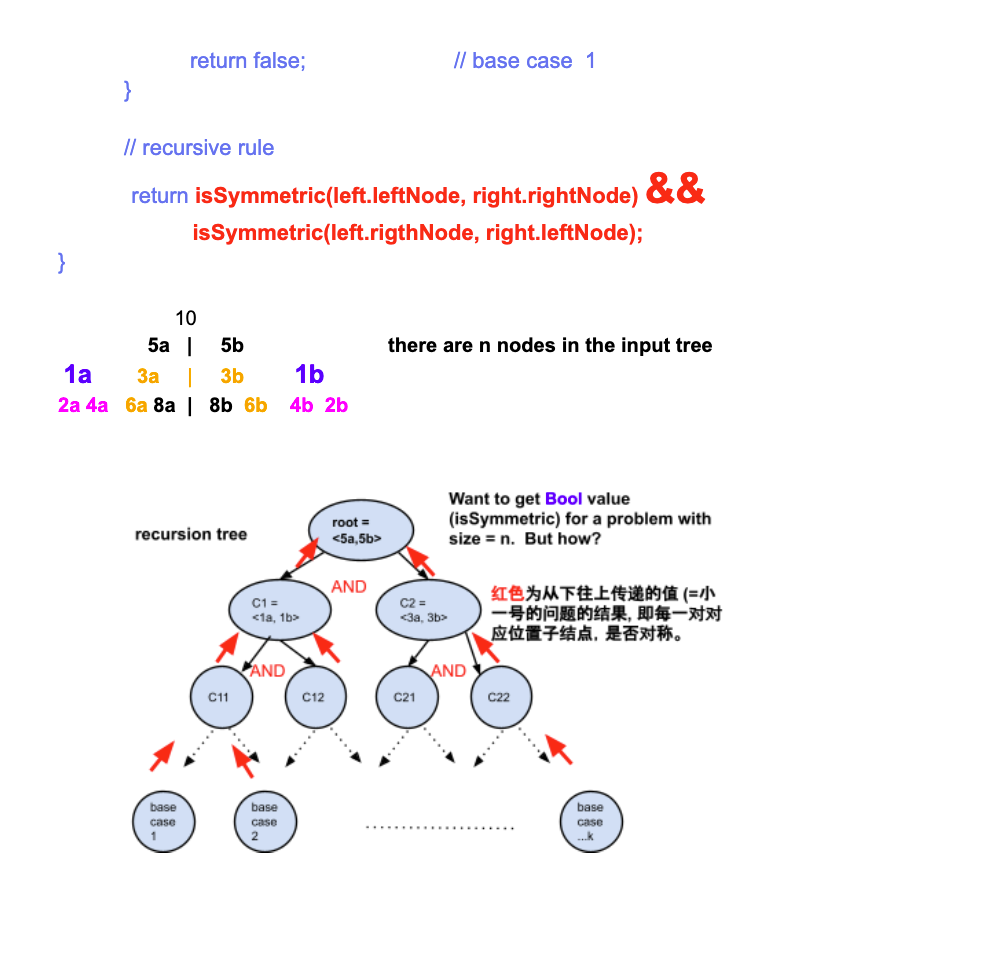 return false; // base case 1
}
// recursive rule
return isSymmetric(left.leftNode, right.rightNode) &&
isSymmetric(left.rigthNode, right.leftNode);
}
10
5a | 5b there are n nodes in the input tree
1a 3a | 3b 1b
2a 4a 6a 8a | 8b 6b 4b 2b
Want to get Bool value
(isSymmetric) for a problem with
size = n. But how?
recursion tree
root =
<5a,5b>
AND
C1 =
<1a, 1b>
C2 =
<3a, 3b>
红色为从下往上传递的值 (=小
一号的问题的结果, 即每一对对
应位置子结点, 是否对称。
AND
AND
C11
C12
C21
C22
base
case
1
base
case
2
.......................
base
case
...k